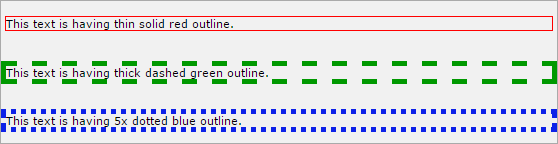 This text is having thin solid red outline.
This text is having thick dashed green outline.
This text is having 5x dotted blue outline.